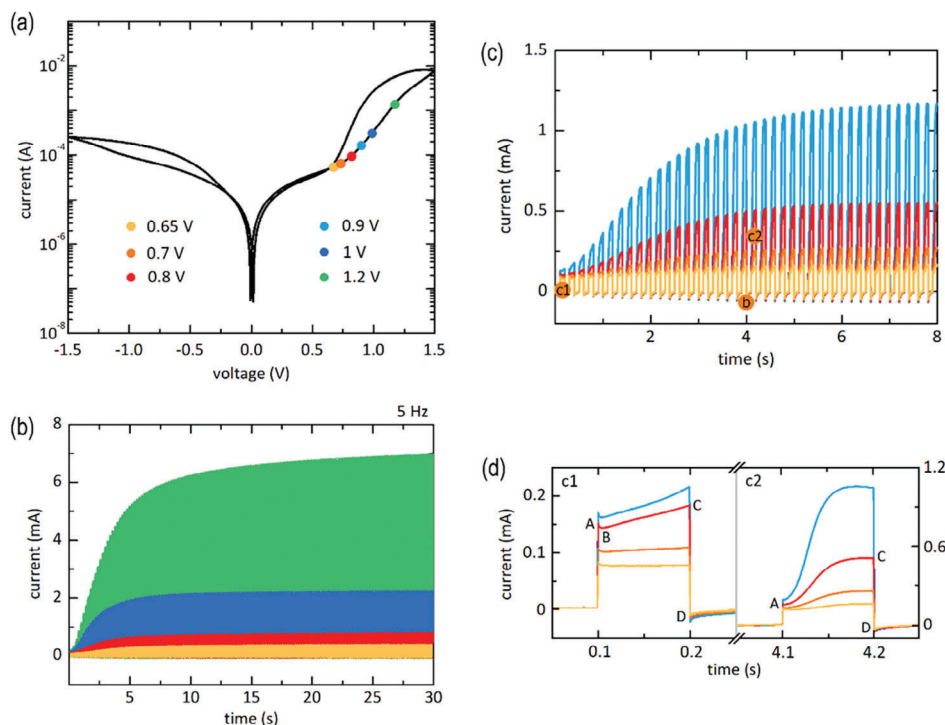 (a)
current (A)
10^-2
10^-4
10^-6
10^-8
0.65 V
0.7 V
0.8 V
0.9 V
1 V
1.2 V
-1.5 -1.0 -0.5 0.0 0.5 1.0 1.5
voltage (V)
(b)
5 Hz
current (mA)
8
6
4
2
0
0 5 10 15 20 25 30
time (s)
(c)
current (mA)
1.5
1
0.5
0
c1
c2
b
0 2 4 6 8
time (s)
(d)
c1
c2
current (mA)
0.2
0.1
0
A
B
C
D
A
C
D
1.2
0.6
0
0.1 0.2 4.1 4.2
time (s)